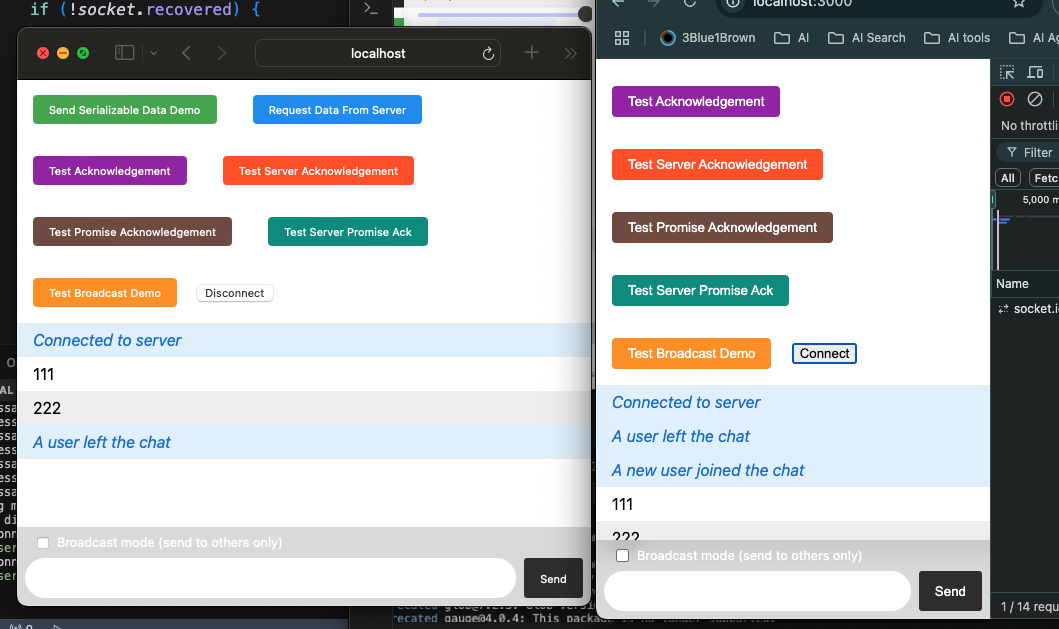 if (!socket.recovered) {
localhost
Send Serializable Data Demo
Request Data From Server
Test Acknowledgement
Test Server Acknowledgement
Test Promise Acknowledgement
Test Server Promise Ack
Test Broadcast Demo
Disconnect
Connected to server
111
222
A user left the chat
Broadcast mode (send to others only)
Send
localhost:3000
3Blue1Brown
AI
AI Search
AI tools
AI Ag
Test Acknowledgement
Test Server Acknowledgement
Test Promise Acknowledgement
Test Server Promise Ack
Test Broadcast Demo
Connect
Connected to server
A user left the chat
A new user joined the chat
111
222
Broadcast mode (send to others only)
Send
No throttli
Filter
All
Fetc
5,000 m
Name
socket.i
1 / 14 requ
recated gauge@4.0.4: This package is no longer supported.